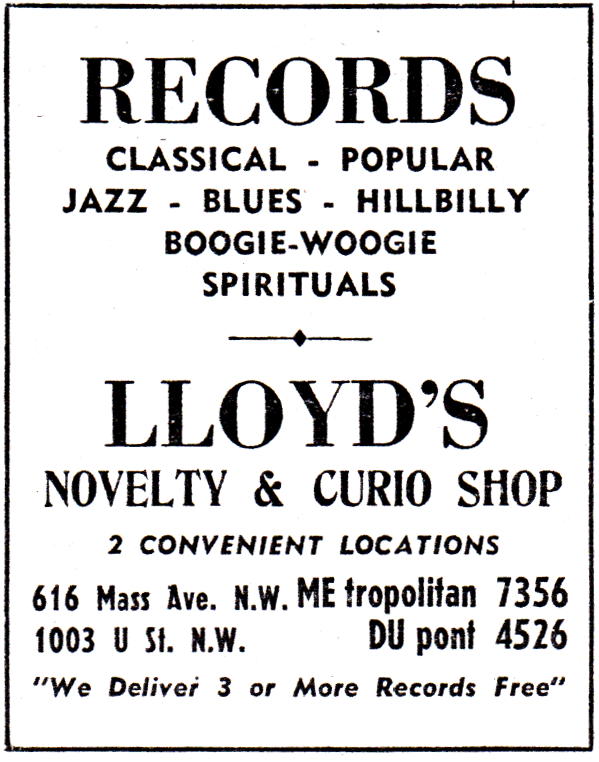 RECORDS
CLASSICAL - POPULAR
JAZZ - BLUES - HILLBILLY
BOOGIE-WOOGIE
SPIRITUALS
LLOYD'S
NOVELTY & CURIO SHOP
2 CONVENIENT LOCATIONS
616 Mass Ave. N.W. ME tropolitan 7356
1003 U St. N.W. DU pont 4526
"We Deliver 3 or More Records Free"